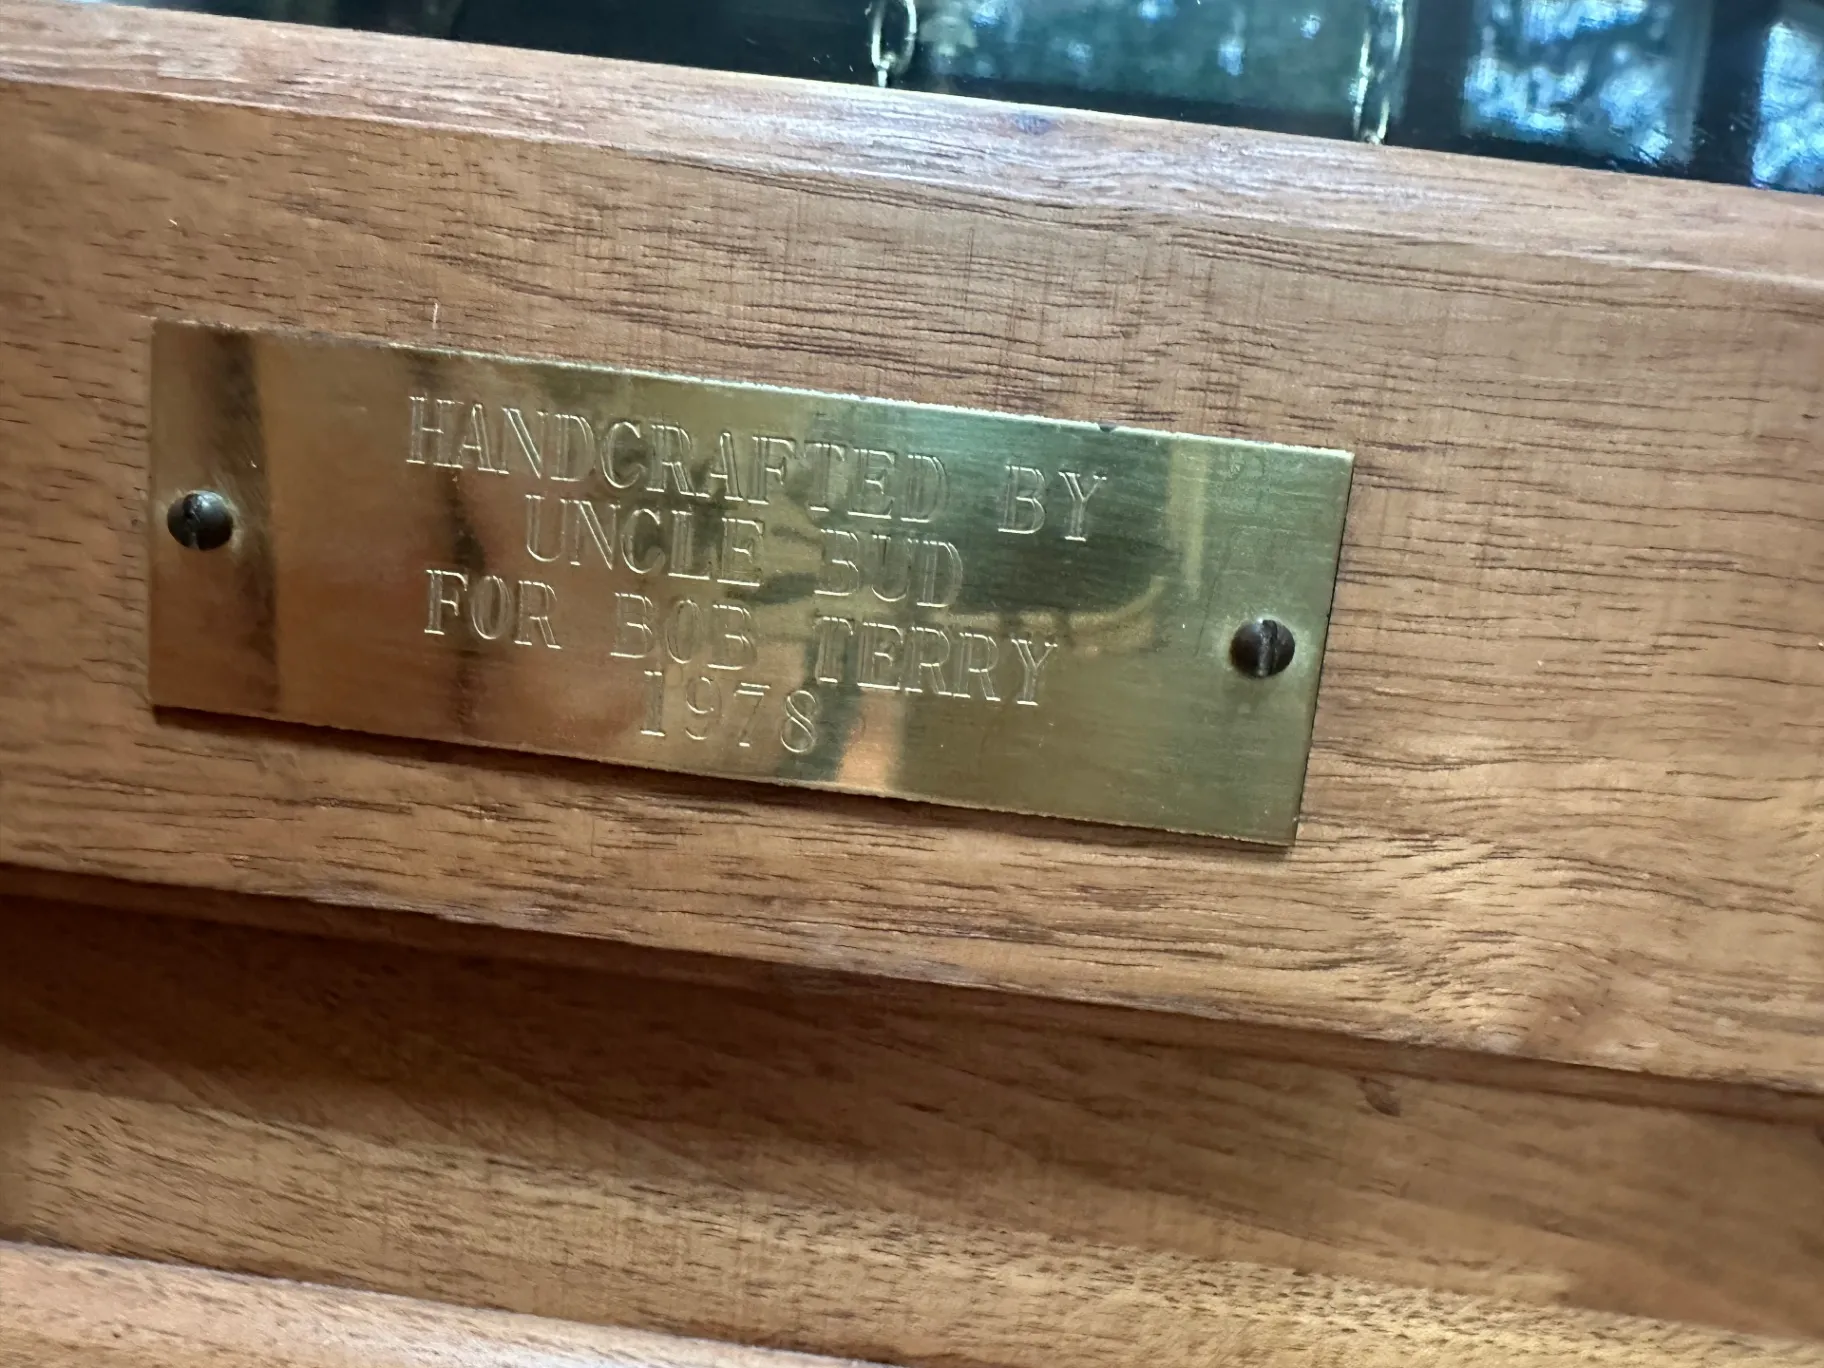 HANDCRAFTED BY
UNCLE BUD
FOR BOB TERRY
1978